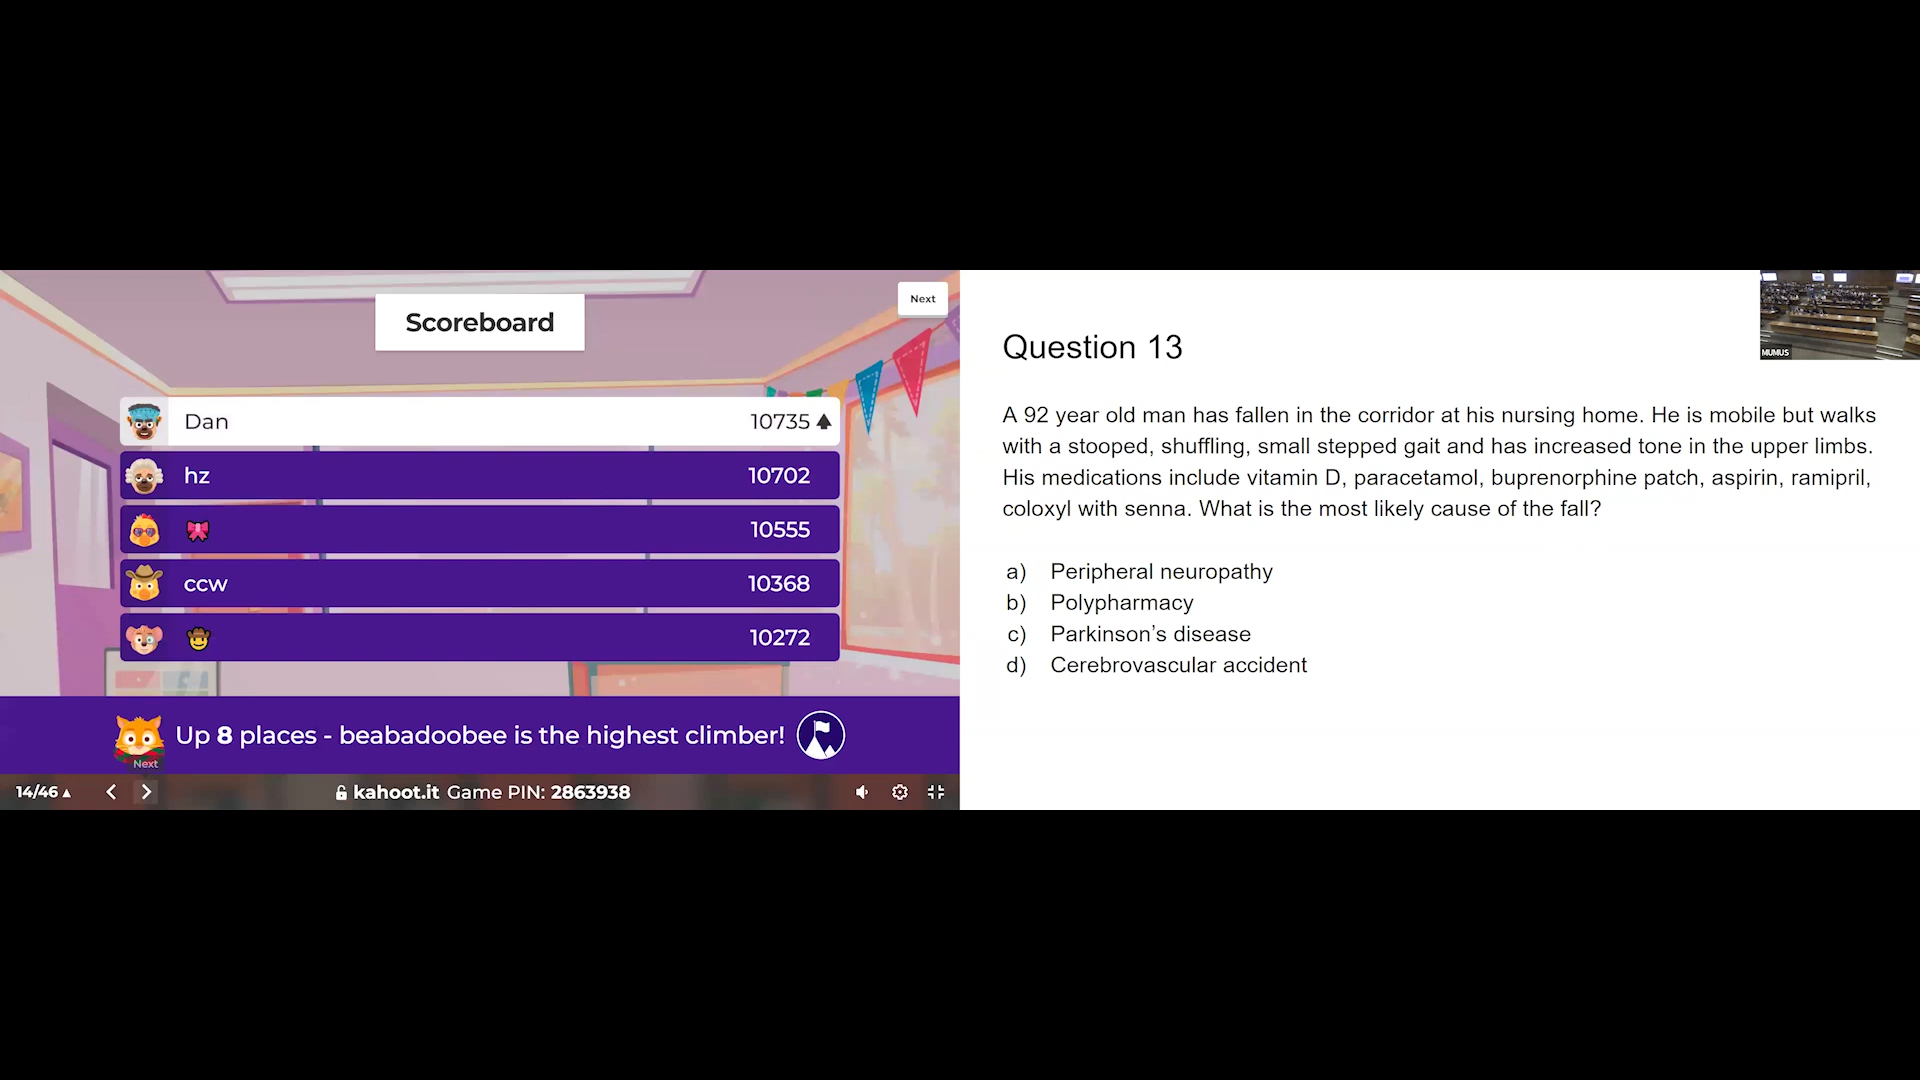 Scoreboard
Next
Dan 10735
hz 10702
10555
ccw 10368
10272
Up 8 places - beabadoobee is the highest climber!
Next
14/46
kahoot.it Game PIN: 2863938
MUMUS
Question 13
A 92 year old man has fallen in the corridor at his nursing home. He is mobile but walks
with a stooped, shuffling, small stepped gait and has increased tone in the upper limbs.
His medications include vitamin D, paracetamol, buprenorphine patch, aspirin, ramipril,
coloxyl with senna. What is the most likely cause of the fall?
a) Peripheral neuropathy
b) Polypharmacy
c) Parkinson’s disease
d) Cerebrovascular accident